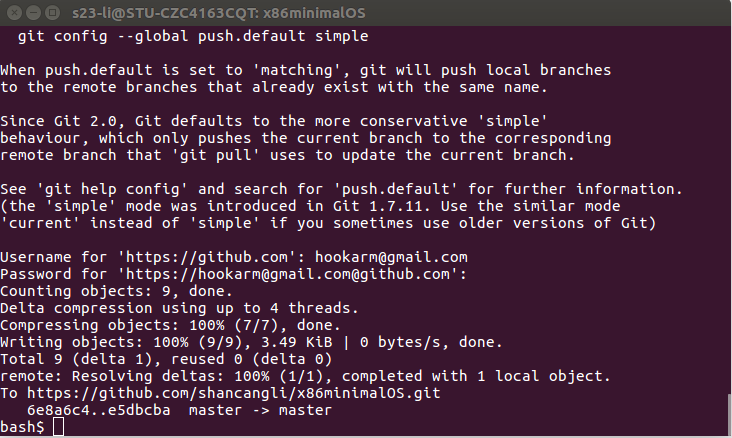 s23-li@STU-CZC4163CQT: x86minimalOS
git config --global push.default simple
When push.default is set to 'matching', git will push local branches
to the remote branches that already exist with the same name.
Since Git 2.0, Git defaults to the more conservative 'simple'
behaviour, which only pushes the current branch to the corresponding
remote branch that 'git pull' uses to update the current branch.
See 'git help config' and search for 'push.default' for further information.
(the 'simple' mode was introduced in Git 1.7.11. Use the similar mode
'current' instead of 'simple' if you sometimes use older versions of Git)
Username for 'https://github.com': hookarm@gmail.com
Password for 'https://hookarm@gmail.com@github.com':
Counting objects: 9, done.
Delta compression using up to 4 threads.
Compressing objects: 100% (7/7), done.
Writing objects: 100% (9/9), 3.49 KiB | 0 bytes/s, done.
Total 9 (delta 1), reused 0 (delta 0)
remote: Resolving deltas: 100% (1/1), completed with 1 local object.
To https://github.com/shancangli/x86minimalOS.git
6e8a6c4..e5dbcba  master -> master
bash$